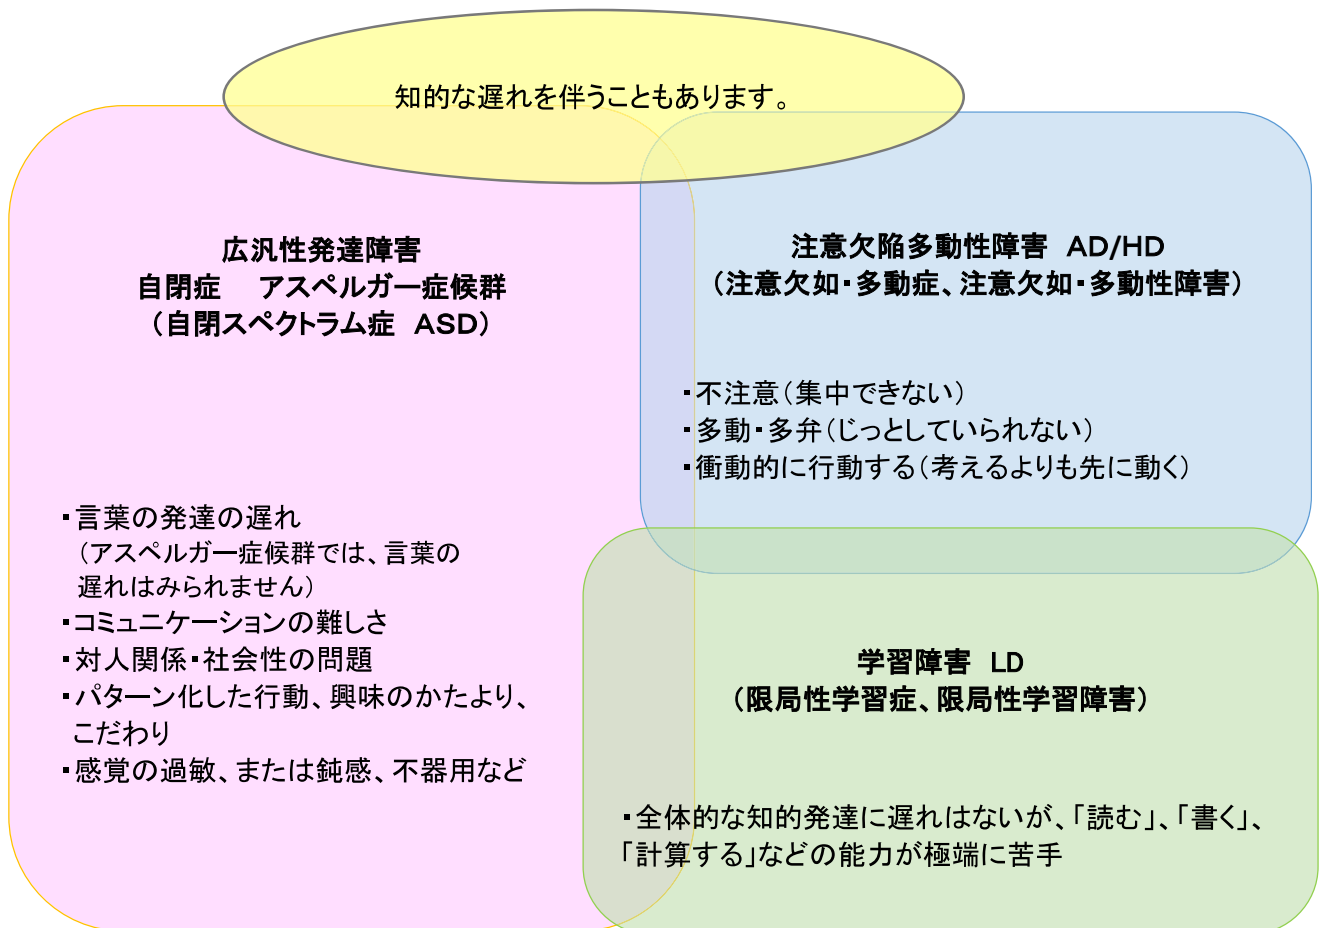 知的な遅れを伴うこともあります。
広汎性発達障害
自閉症　アスペルガー症候群
（自閉スペクトラム症　ASD）
・言葉の発達の遅れ
（アスペルガー症候群では、言葉の
遅れはみられません）
・コミュニケーションの難しさ
・対人関係・社会性の問題
・パターン化した行動、興味のかたより、
こだわり
・感覚の過敏、または鈍感、不器用など
注意欠陥多動性障害　AD/HD
（注意欠如・多動症、注意欠如・多動性障害）
・不注意（集中できない）
・多動・多弁（じっとしていられない）
・衝動的に行動する（考えるよりも先に動く）
学習障害　LD
（限局性学習症、限局性学習障害）
・全体的な知的発達に遅れはないが、「読む」、「書く」、
「計算する」などの能力が極端に苦手